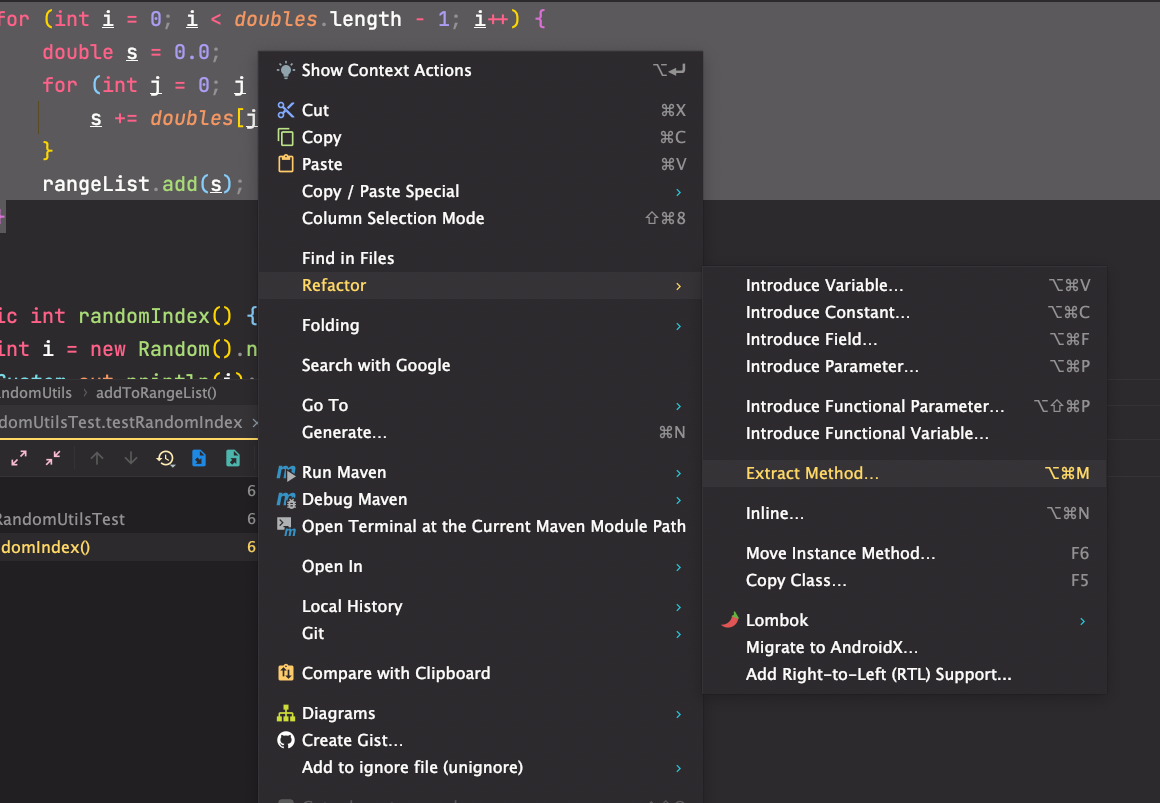 for (int i = 0; i < doubles.length - 1; i++) {
double s = 0.0;
for (int j = 0; j
s += doubles[j
}
rangeList.add(s);
ic int randomIndex() {
int i = new Random().n
System.out.println(i);
ndomUtils › addToRangeList()
domUtilsTest.testRandomIndex ×
6
RandomUtilsTest 6
domIndex() 6
Show Context Actions ⌥↩
Cut ⌘X
Copy ⌘C
Paste ⌘V
Copy / Paste Special ›
Column Selection Mode ⇧⌘8
Find in Files
Refactor ›
Folding ›
Search with Google
Go To ›
Generate... ⌘N
Run Maven ›
Debug Maven ›
Open Terminal at the Current Maven Module Path
Open In ›
Local History ›
Git ›
Compare with Clipboard
Diagrams ›
Create Gist...
Add to ignore file (unignore) ›
Introduce Variable... ⌥⌘V
Introduce Constant... ⌥⌘C
Introduce Field... ⌥⌘F
Introduce Parameter... ⌥⌘P
Introduce Functional Parameter... ⌥⇧⌘P
Introduce Functional Variable...
Extract Method... ⌥⌘M
Inline... ⌥⌘N
Move Instance Method... F6
Copy Class... F5
Lombok ›
Migrate to AndroidX...
Add Right-to-Left (RTL) Support...